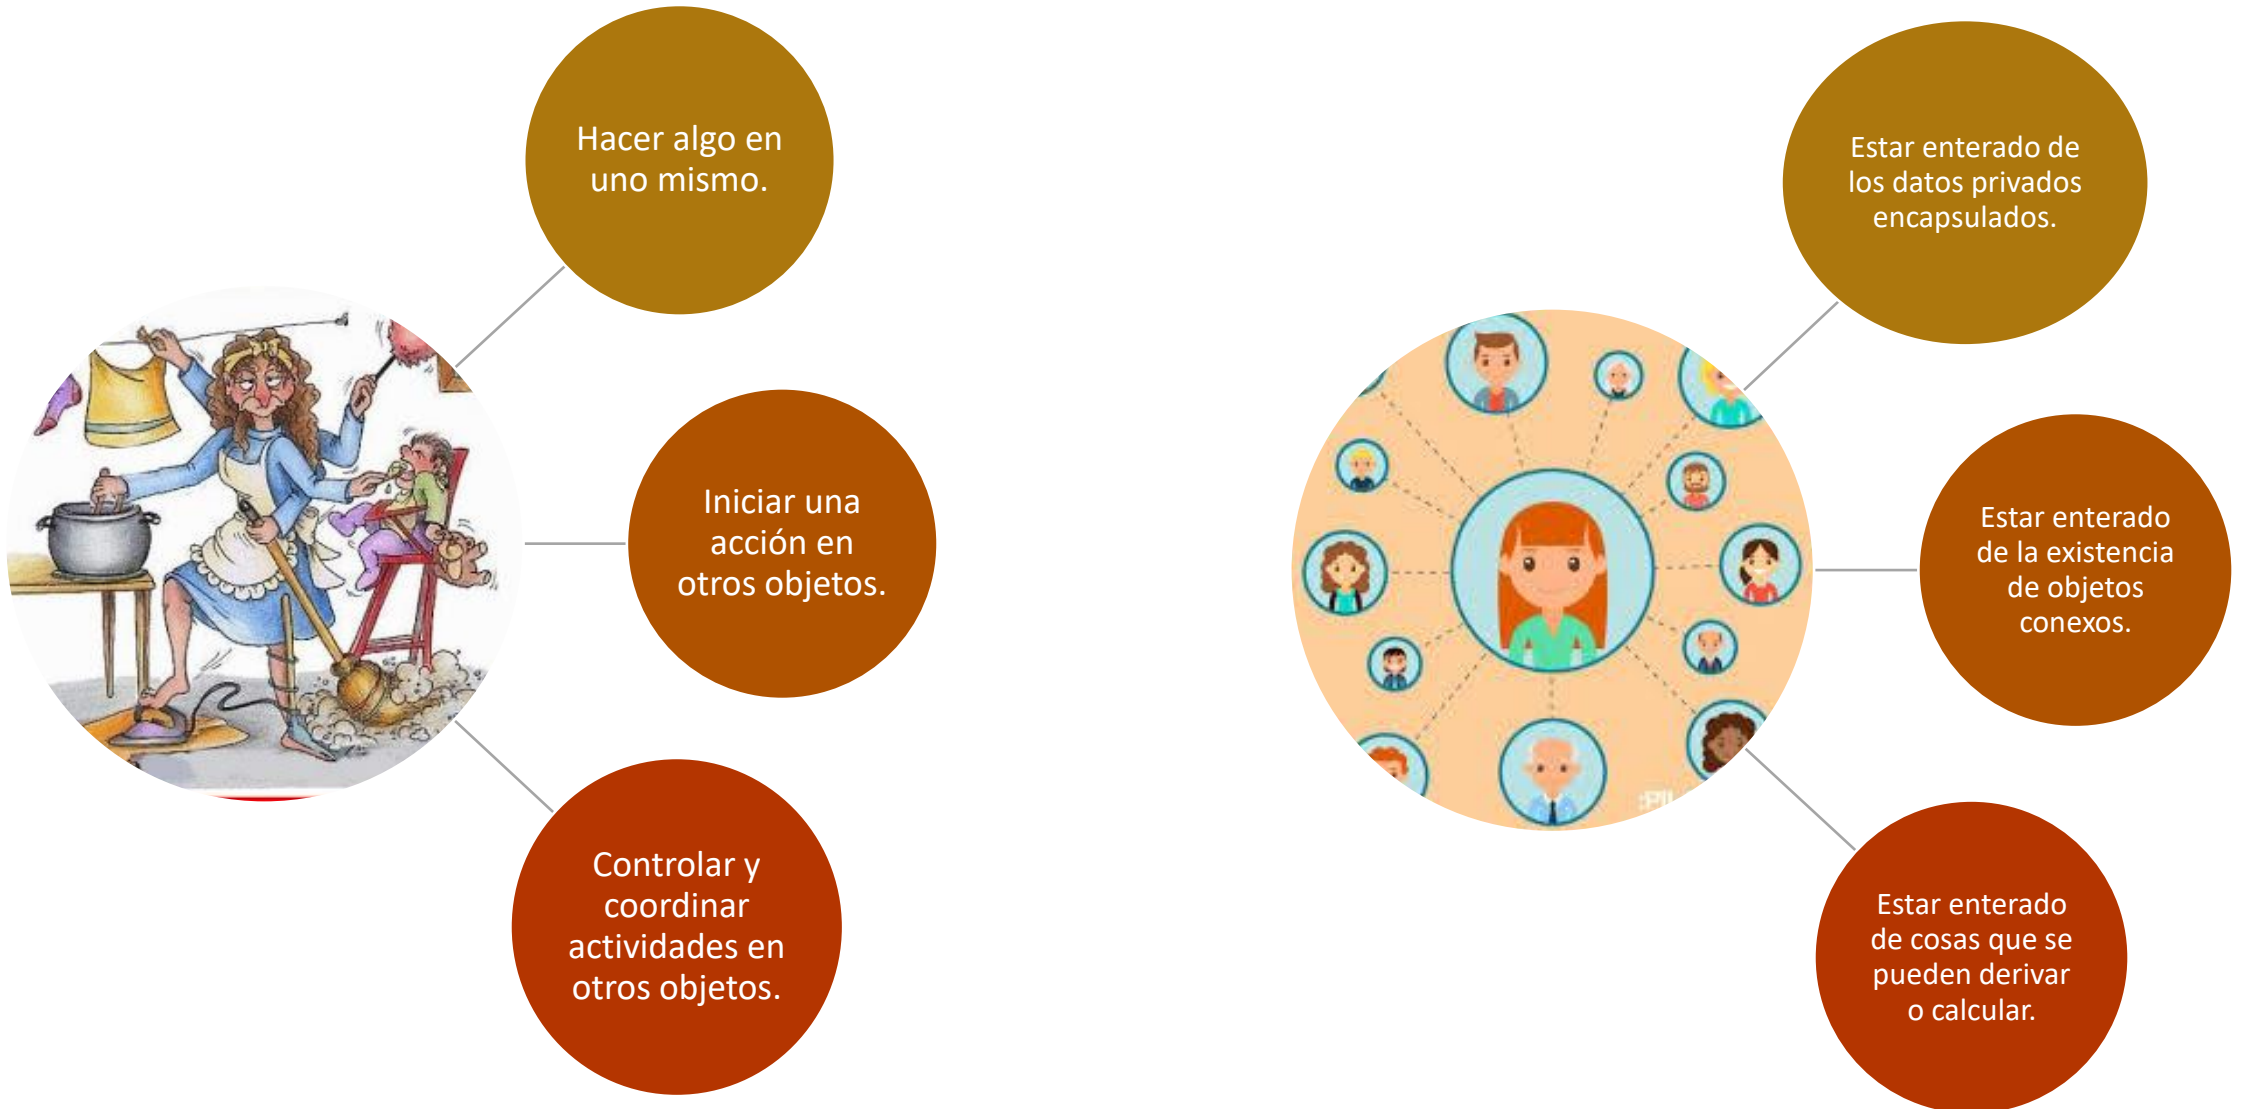 Hacer algo en
uno mismo.
Iniciar una
acción en
otros objetos.
Controlar y
coordinar
actividades en
otros objetos.
Estar enterado de
los datos privados
encapsulados.
Estar enterado
de la existencia
de objetos
conexos.
Estar enterado
de cosas que se
pueden derivar
o calcular.